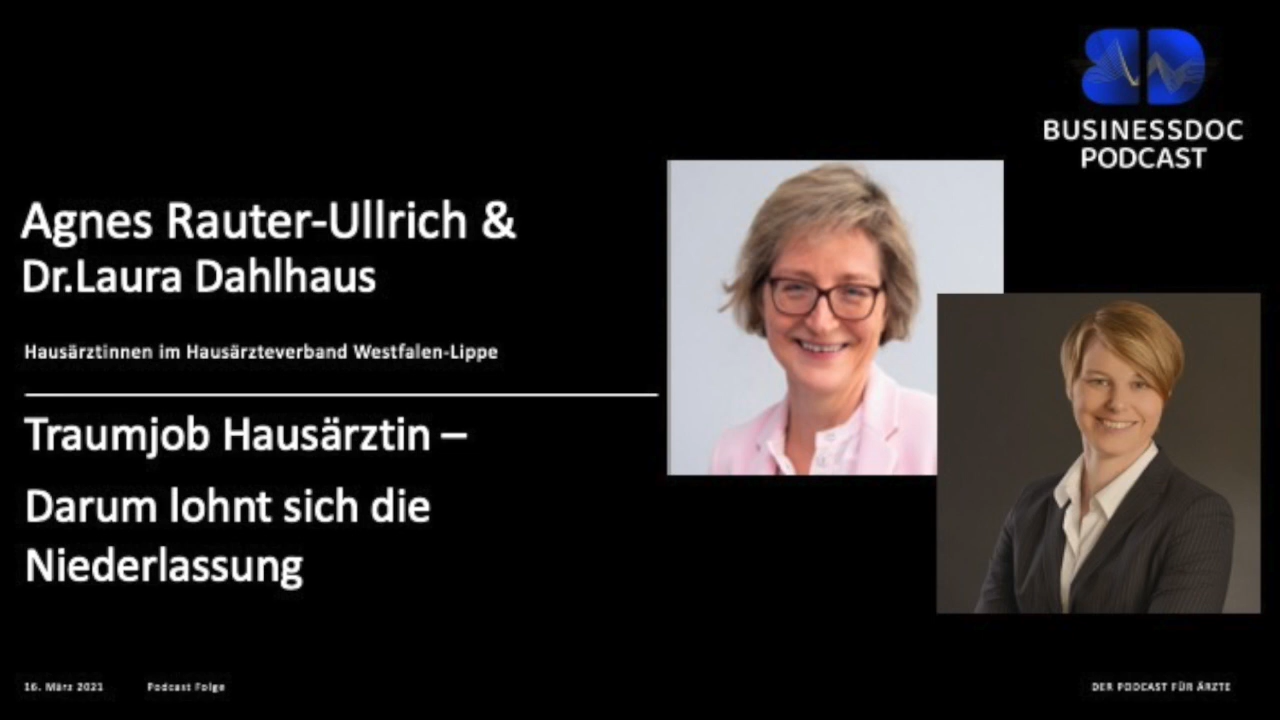 BUSINESSDOC
PODCAST
Agnes Rauter-Ullrich &
Dr.Laura Dahlhaus
Hausärztinnen im Hausärzteverband Westfalen-Lippe
Traumjob Hausärztin –
Darum lohnt sich die
Niederlassung
16. März 2021 Podcast Folge
DER PODCAST FÜR ÄRZTE